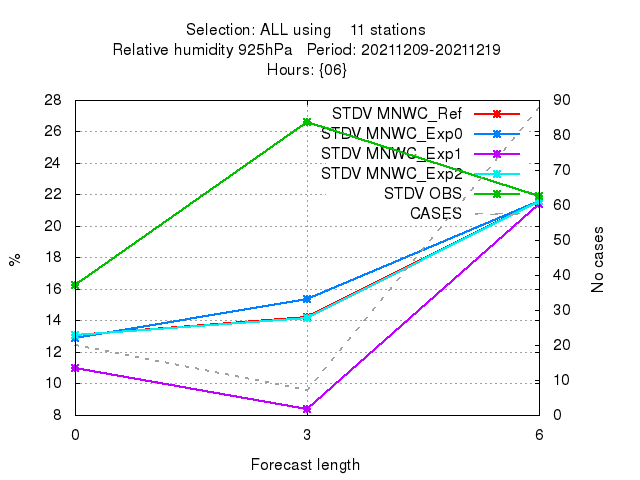 Selection: ALL using    11 stations
Relative humidity 925hPa   Period: 20211209-20211219
Hours: {06}
28
26
24
22
20
18
16
14
12
10
8
%
90
80
70
60
50
40
30
20
10
0
No cases
STDV MNWC_Ref
STDV MNWC_Exp0
STDV MNWC_Exp1
STDV MNWC_Exp2
STDV OBS
CASES
0
3
6
Forecast length